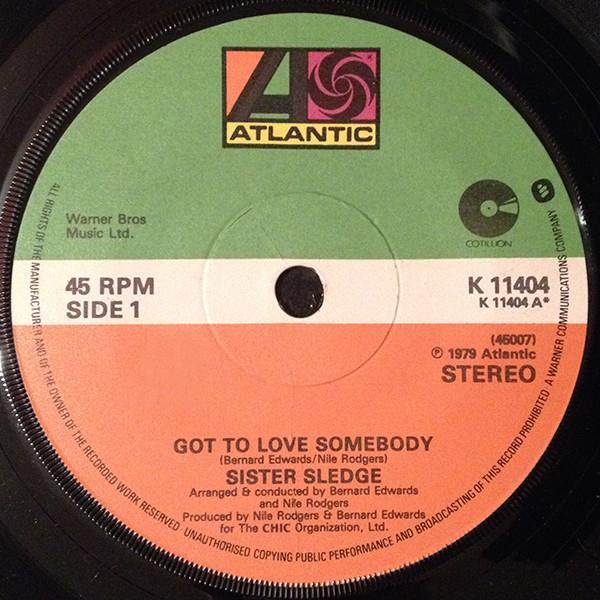 ATLANTIC
Warner Bros
Music Ltd.
COTILLION
45 RPM
SIDE 1
K 11404
K 11404 A*
(46007)
℗ 1979 Atlantic
STEREO
GOT TO LOVE SOMEBODY
(Bernard Edwards/Nile Rodgers)
SISTER SLEDGE
Arranged & conducted by Bernard Edwards
and Nile Rodgers
Produced by Nile Rodgers & Bernard Edwards
for The CHIC Organization, Ltd.
ALL RIGHTS OF THE MANUFACTURER AND OF THE OWNER OF THE RECORDED WORK RESERVED. UNAUTHORISED COPYING PUBLIC PERFORMANCE AND BROADCASTING OF THIS RECORD PROHIBITED A WARNER COMMUNICATIONS COMPANY